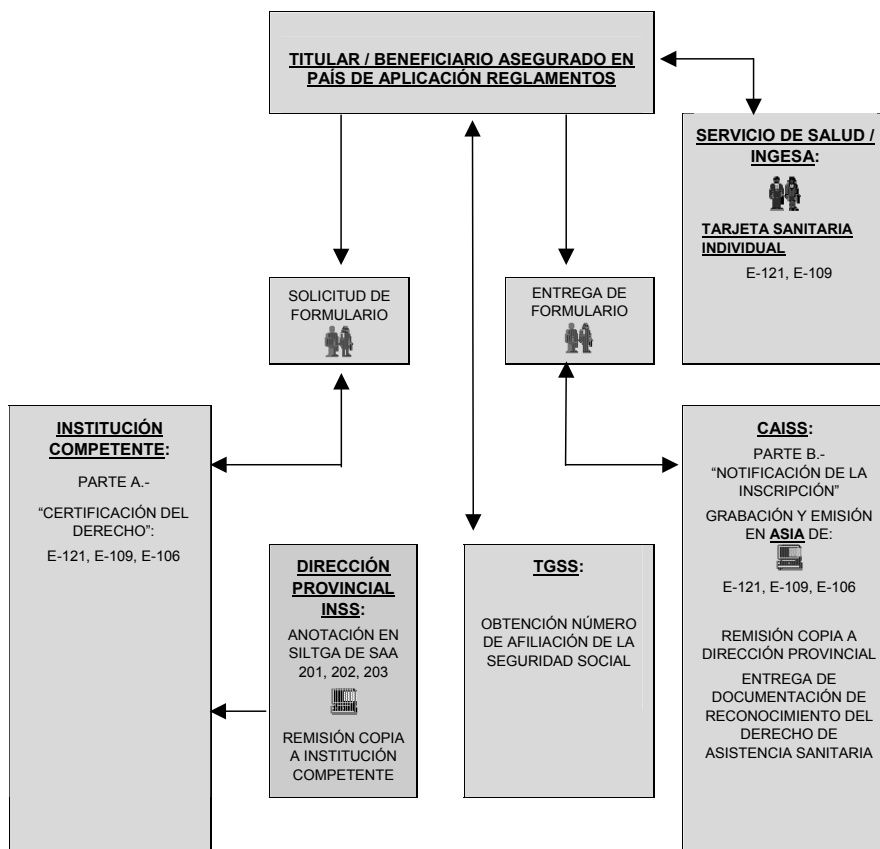 TITULAR / BENEFICIARIO ASEGURADO EN
PAÍS DE APLICACIÓN REGLAMENTOS
SERVICIO DE SALUD /
INGESA:
TARJETA SANITARIA
INDIVIDUAL
E-121, E-109
SOLICITUD DE
FORMULARIO
ENTREGA DE
FORMULARIO
INSTITUCIÓN
COMPETENTE:
PARTE A.-
“CERTIFICACIÓN DEL
DERECHO”:
E-121, E-109, E-106
DIRECCIÓN
PROVINCIAL
INSS:
ANOTACIÓN EN
SILTGA DE SAA
201, 202, 203
REMISIÓN COPIA
A INSTITUCIÓN
COMPETENTE
TGSS:
OBTENCIÓN NÚMERO
DE AFILIACIÓN DE LA
SEGURIDAD SOCIAL
CAISS:
PARTE B.-
“NOTIFICACIÓN DE LA
INSCRIPCIÓN”
GRABACIÓN Y EMISIÓN
EN ASIA DE:
E-121, E-109, E-106
REMISIÓN COPIA A
DIRECCIÓN PROVINCIAL
ENTREGA DE
DOCUMENTACIÓN DE
RECONOCIMIENTO DEL
DERECHO DE
ASISTENCIA SANITARIA